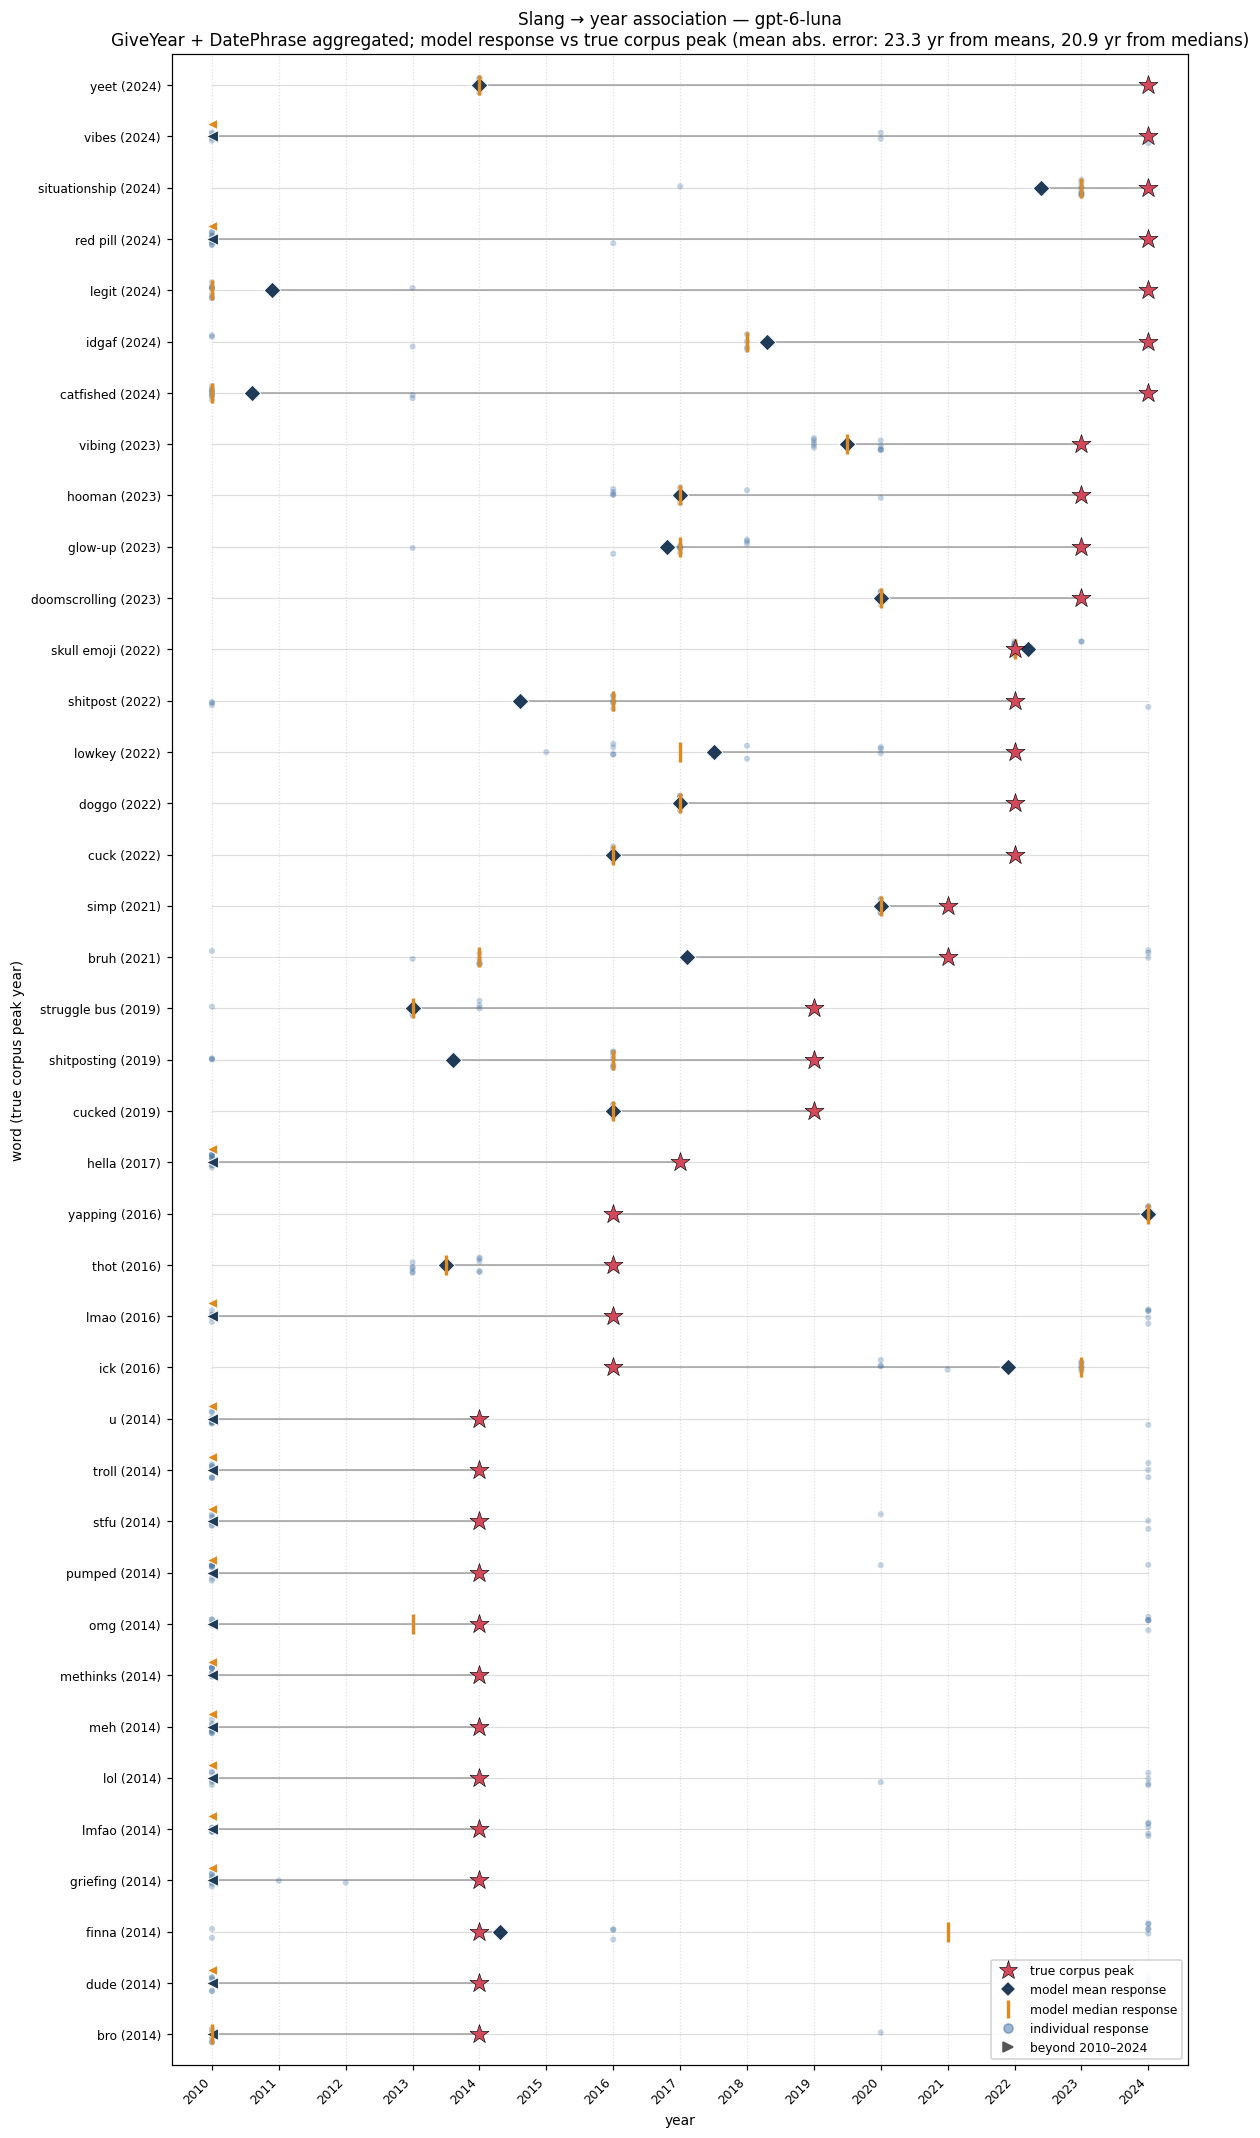 Slang → year association — gpt-6-luna
GiveYear + DatePhrase aggregated; model response vs true corpus peak (mean abs. error: 23.3 yr from means, 20.9 yr from medians)
word (true corpus peak year)
yeet (2024)
vibes (2024)
situationship (2024)
red pill (2024)
legit (2024)
idgaf (2024)
catfished (2024)
vibing (2023)
hooman (2023)
glow-up (2023)
doomscrolling (2023)
skull emoji (2022)
shitpost (2022)
lowkey (2022)
doggo (2022)
cuck (2022)
simp (2021)
bruh (2021)
struggle bus (2019)
shitposting (2019)
cucked (2019)
hella (2017)
yapping (2016)
thot (2016)
lmao (2016)
ick (2016)
u (2014)
troll (2014)
stfu (2014)
pumped (2014)
omg (2014)
methinks (2014)
meh (2014)
lol (2014)
lmfao (2014)
griefing (2014)
finna (2014)
dude (2014)
bro (2014)
true corpus peak
model mean response
model median response
individual response
beyond 2010–2024
2010 2011 2012 2013 2014 2015 2016 2017 2018 2019 2020 2021 2022 2023 2024
year